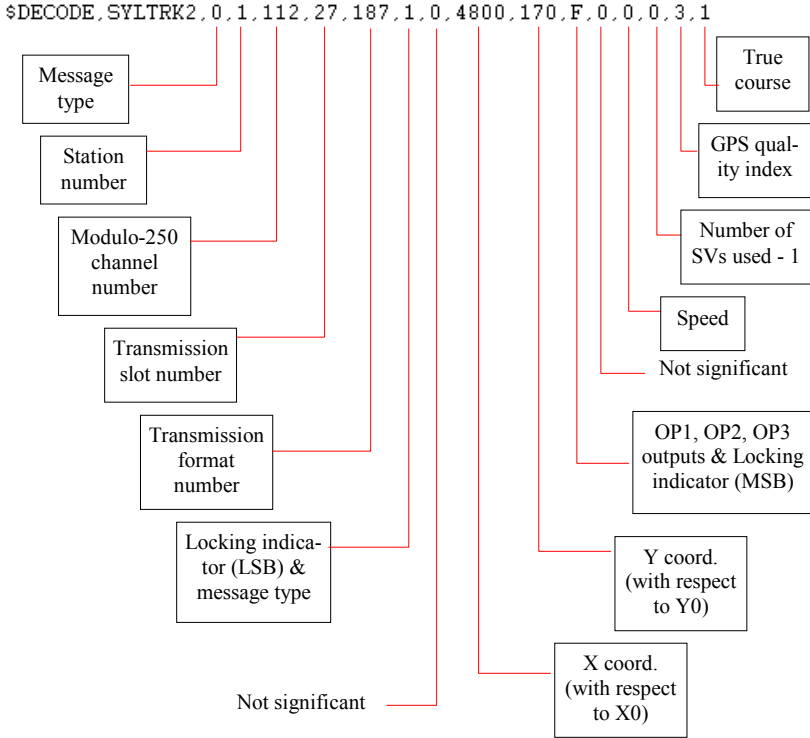 $DECODE,SYLTRK2,0,1,112,27,187,1,0,4800,170,F,0,0,0,3,1
Message
type
Station
number
Modulo-250
channel
number
Transmission
slot number
Transmission
format
number
Locking indica-
tor (LSB) &
message type
Not significant
True
course
GPS qual-
ity index
Number of
SVs used - 1
Speed
Not significant
OP1, OP2, OP3
outputs & Locking
indicator (MSB)
Y coord.
(with respect
to Y0)
X coord.
(with respect
to X0)